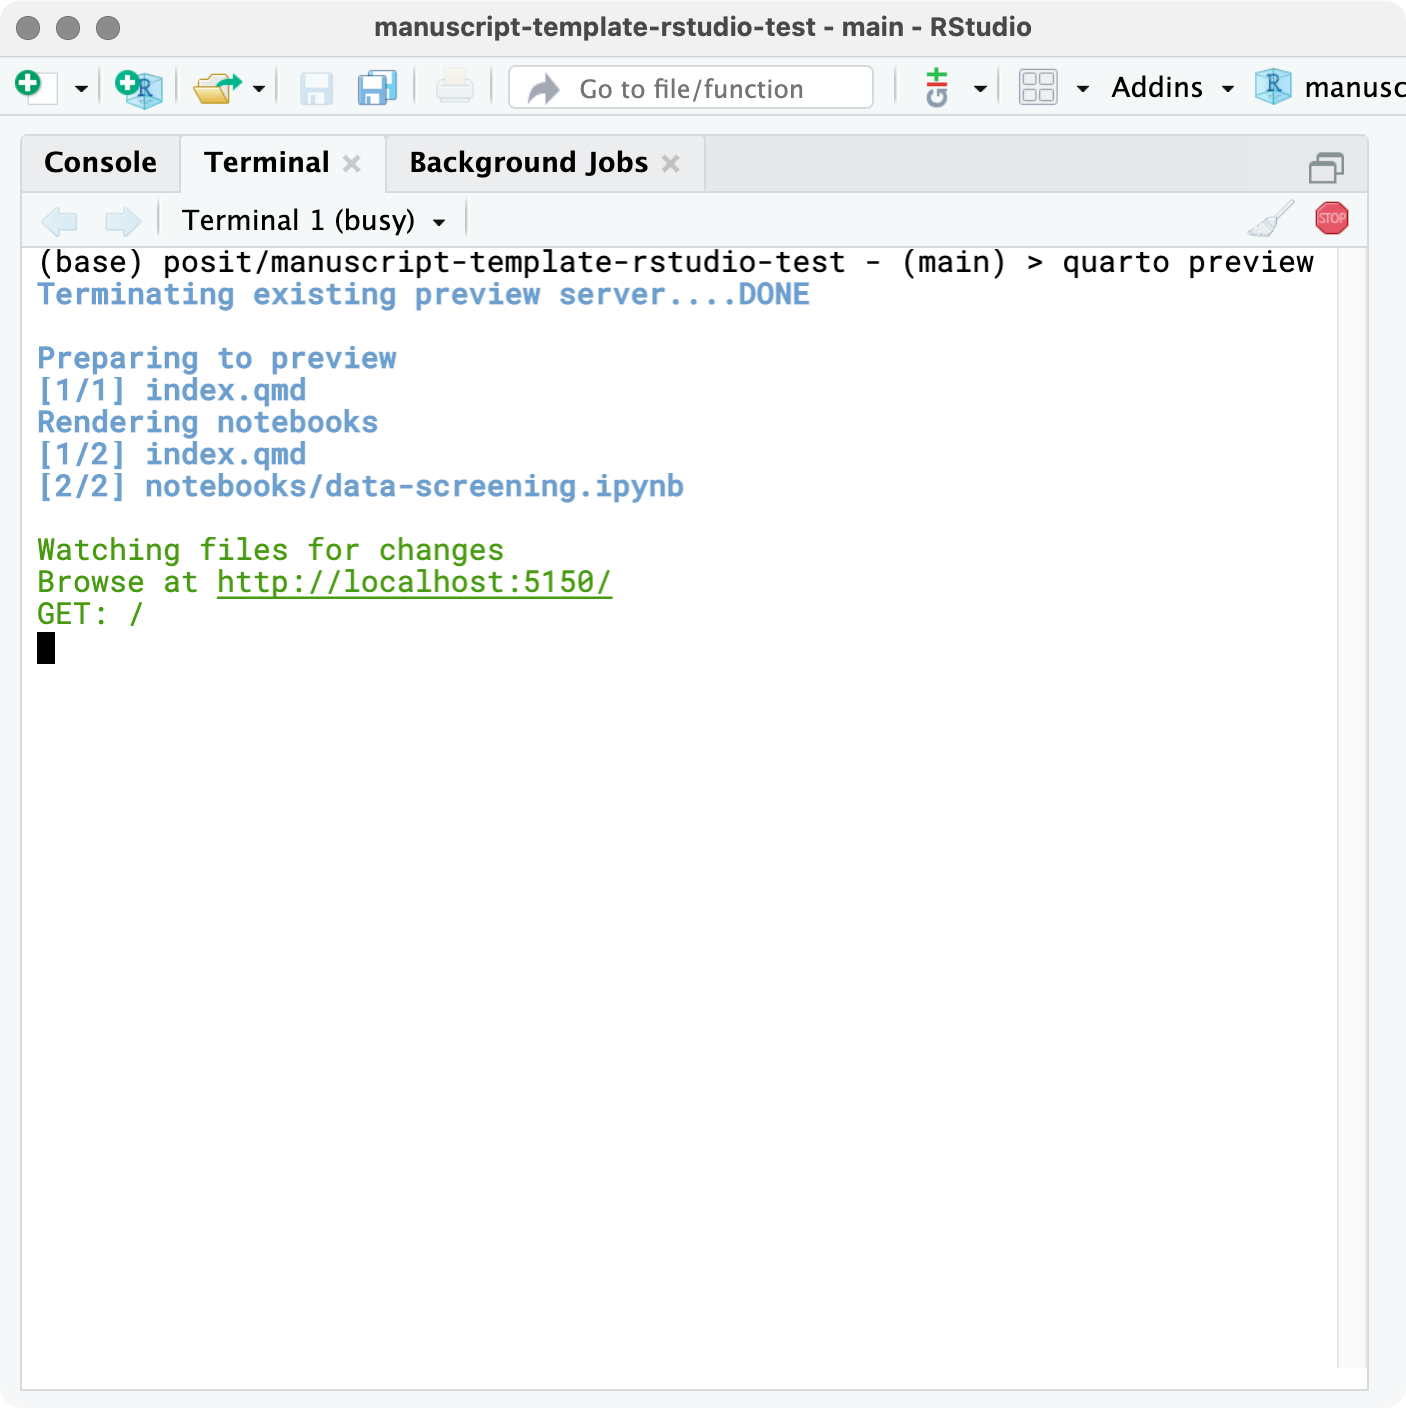 manuscript-template-rstudio-test - main - RStudio
R Go to file/function Git Addins R manusc
Console Terminal Background Jobs
Terminal 1 (busy) STOP
(base) posit/manuscript-template-rstudio-test - (main) > quarto preview
Terminating existing preview server....DONE
Preparing to preview
[1/1] index.qmd
Rendering notebooks
[1/2] index.qmd
[2/2] notebooks/data-screening.ipynb
Watching files for changes
Browse at http://localhost:5150/
GET: /